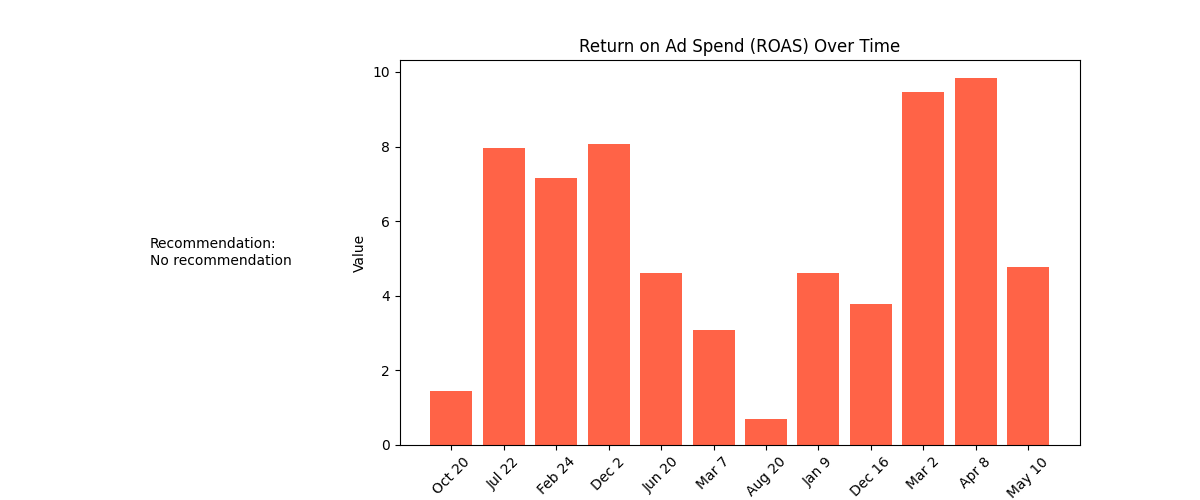 Return on Ad Spend (ROAS) Over Time
Recommendation:
No recommendation
Value
10
8
6
4
2
0
Oct 20
Jul 22
Feb 24
Dec 2
Jun 20
Mar 7
Aug 20
Jan 9
Dec 16
Mar 2
Apr 8
May 10